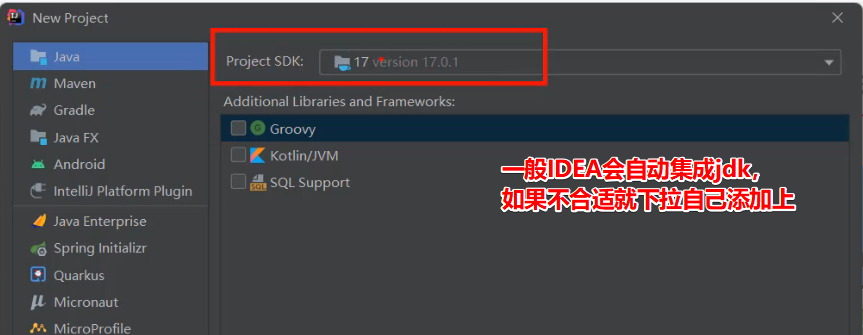 New Project
Java
Maven
Gradle
Java FX
Android
IntelliJ Platform Plugin
Java Enterprise
Spring Initializr
Quarkus
Micronaut
MicroProfile
Project SDK: 17 version 17.0.1
Additional Libraries and Frameworks:
Groovy
Kotlin/JVM
SQL Support
一般IDEA会自动集成jdk,
如果不合适就下拉自己添加上